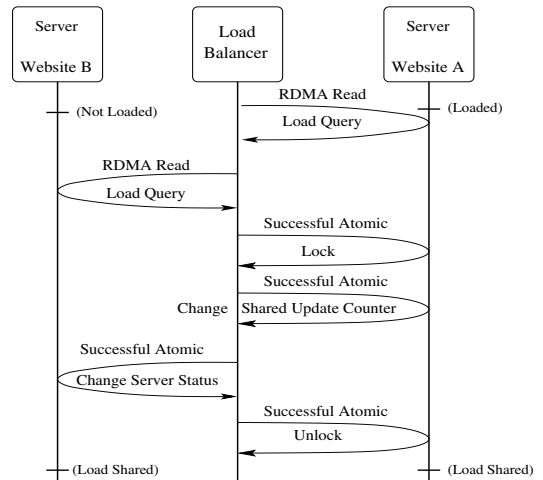 Server
Website B
Load
Balancer
Server
Website A
RDMA Read
(Not Loaded)
(Loaded)
Load Query
RDMA Read
Load Query
Successful Atomic
Lock
Successful Atomic
Change Shared Update Counter
Successful Atomic
Change Server Status
Successful Atomic
Unlock
(Load Shared)
(Load Shared)